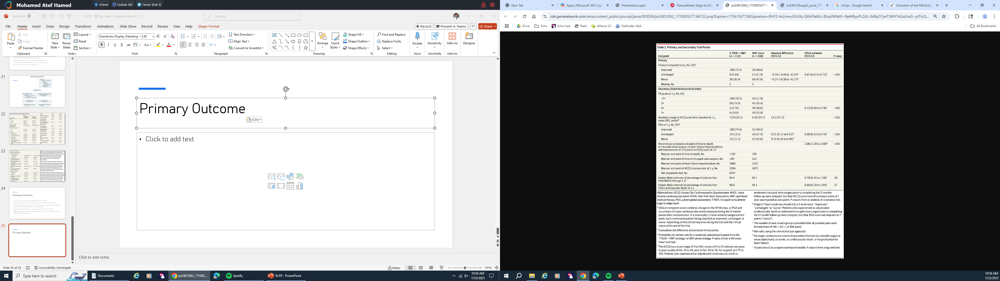 Mohamed Atef Hamed
eTenet
Outlook 365
Cerner (Hub 5)
AutoSave
Off
Tri.FR
No Label • Saved to this PC
Search
File
Home
Insert
Draw
Design
Transitions
Animations
Slide Show
Record
Review
View
Help
Shape Format
Record
Present in Teams
Share
Paste
Cut
Copy
Format Painter
Clipboard
New Slide
Reuse Slides
Layout
Reset
Section
Slides
Grandview Display (Heading
40
Font
Paragraph
Text Direction
Align Text
Convert to SmartArt
Arrange
Quick Styles
Shape Fill
Shape Outline
Shape Effects
Drawing
Find and Replace
Replace Fonts
Select
Editing
Dictate
Voice
Sensitivity
Sensitivity
Add-ins
Add-ins
Designer
21
22
23
24
Procedural Outcomes
25
Primary Outcome
Primary Outcome
(Ctrl)
• Click to add text
Click to add notes
Slide 25 of 25
Accessibility: Investigate
Notes
101%
Type here to search
Documents
joi240120t2_173585...
Spotify
Tri.FR - PowerPoint
10:56 AM
7/23/2025
New Tab
Apps | Microsoft 365 Copi
Presentation.pptx
Transcatheter Edge-to-Ed
joi240120t2_1735855277.6
joi240120supp2_prod_173
triclip - Google Search
Evolution of the MitraClip
All Bookmarks
Drive
Echo
Echo Inpt
Rads
Athena S/I
NetScaler AAA
Table 2. Primary and Secondary End Points
End point T-TEER + OMT (n = 152) OMT alone (n = 148) Absolute difference (95% CI) Effect estimate (95% CI) P value
Primary
Clinical Composite Score, No. (%)a
Improved 109 (74.1) 58 (40.6)
Unchanged 8 (5.44) 17 (11.9) −0.34 (−0.44 to −0.23)b 0.67 (0.61 to 0.72)c <.001
Worse 30 (20.4) 68 (47.6) −0.27 (−0.38 to −0.17)b
Missing, No. 5 5
Secondary (listed in hierarchical order)
TR grade at 1 y, No. (%)
<2+ 104 (78.3) 14 (11.0)
3+ 20 (15.0) 45 (35.4)
4+ 5 (3.76) 49 (38.6) 0.73 (0.68 to 0.78)c <.001
5+ 4 (3.01) 19 (15.0)
Absolute change in KCCQ score from baseline to 1 y, 15.9 (30.1) 0.40 (25.7) 14.5 (27.2) <.001
mean (SD), pointsd
PGA at 1 y, No. (%)e
Improved 100 (74.6) 51 (39.5)
Unchanged 19 (14.2) 36 (27.9) 0.21 (0.12 to 0.31)b 0.68 (0.63 to 0.74)c <.001
Worse 15 (11.2) 42 (32.6) 0.35 (0.24 to 0.46)b
Hierarchical composite end point of time to death 2.06 (1.38 to 3.08)g <.001
or tricuspid valve surgery, or heart failure hospitalizations,
and improvement of ≥15 points in KCCQ score at 1 yf
Won per end point of time to death, No. 1192 709
Won per end point of time to tricuspid valve surgery, No. 149 133
Won per end point of heart failure hospitalization, No. 2680 1787
Won per end point of KCCQ improvement at 1 y, No. 5264 1875
Pair of patients tied, No. 8707
Kaplan-Meier estimate of percentage of patients free 84.4 80.1 0.78 (0.45 to 1.36)i .38
from MACEs through 1 yh
Kaplan-Meier estimate of percentage of patients free 96.6 94.2 0.60 (0.20 to 1.84)i .37
from cardiovascular death at 1 y
Abbreviations: KCCQ, Kansas City Cardiomyopathy Questionnaire; MACE, major
adverse cardiovascular event; NYHA, New York Heart Association; OMT, optimized
medical therapy; PGA, patient global assessment; T-TEER, tricuspid transcatheter
edge-to-edge repair.
a Clinical composite score combines changes in the NYHA class, or PGA and
occurrence of major cardiovascular events assessed during the 12-month
period after randomization. It is eventually a 3-level ordered categorical end
point, each randomized patient being classified as improved, unchanged, or
worse, depending on the clinical response during the trial and the clinical
status at the end of the trial.
b Cumulative risk difference across levels of end points.
c Probability of a better rank for a randomly selected participant from the
T-TEER + OMT strategy vs OMT-alone strategy. P value is from a Wilcoxon
linear rank test.
d The KCCQ has a score range of 0 to 100; scores of 0 to 24 indicate very poor
to poor quality of life; 25 to 49, poor to fair; 50 to 74, fair to good; and 75 to
100. Patients who experienced an adjudicated cardiovascular death or
underwent tricuspid valve surgery prior to completing the 12 months
follow-up were analyzed, but their KCCQ score (overall summary score) at 1
year was imputed as zero point. P value is from an analysis of covariance test.
e Original 7-level result was shrunk into a 3-level result: "improved,"
"unchanged," or "worse." Patients who experienced an adjudicated
cardiovascular death or underwent tricuspid valve surgery prior to completing
the 12-month follow-up were analyzed, but their PGA score was imputed as 7
points ("worse").
f The number of wins in each group is provided after all possible pairs were
formed (total of 148 × 152 = 22 496 pairs).
g Win ratio, using the unmatched pair approach.
h For major cardiovascular events (myocardial infarction [or unstable angina or
revascularization], or stroke, or cardiovascular death, or hospitalization for
heart failure).
i Hazard ratio (Cox proportional hazard model). P value is from a log-rank test.
10:56 AM
7/23/2025